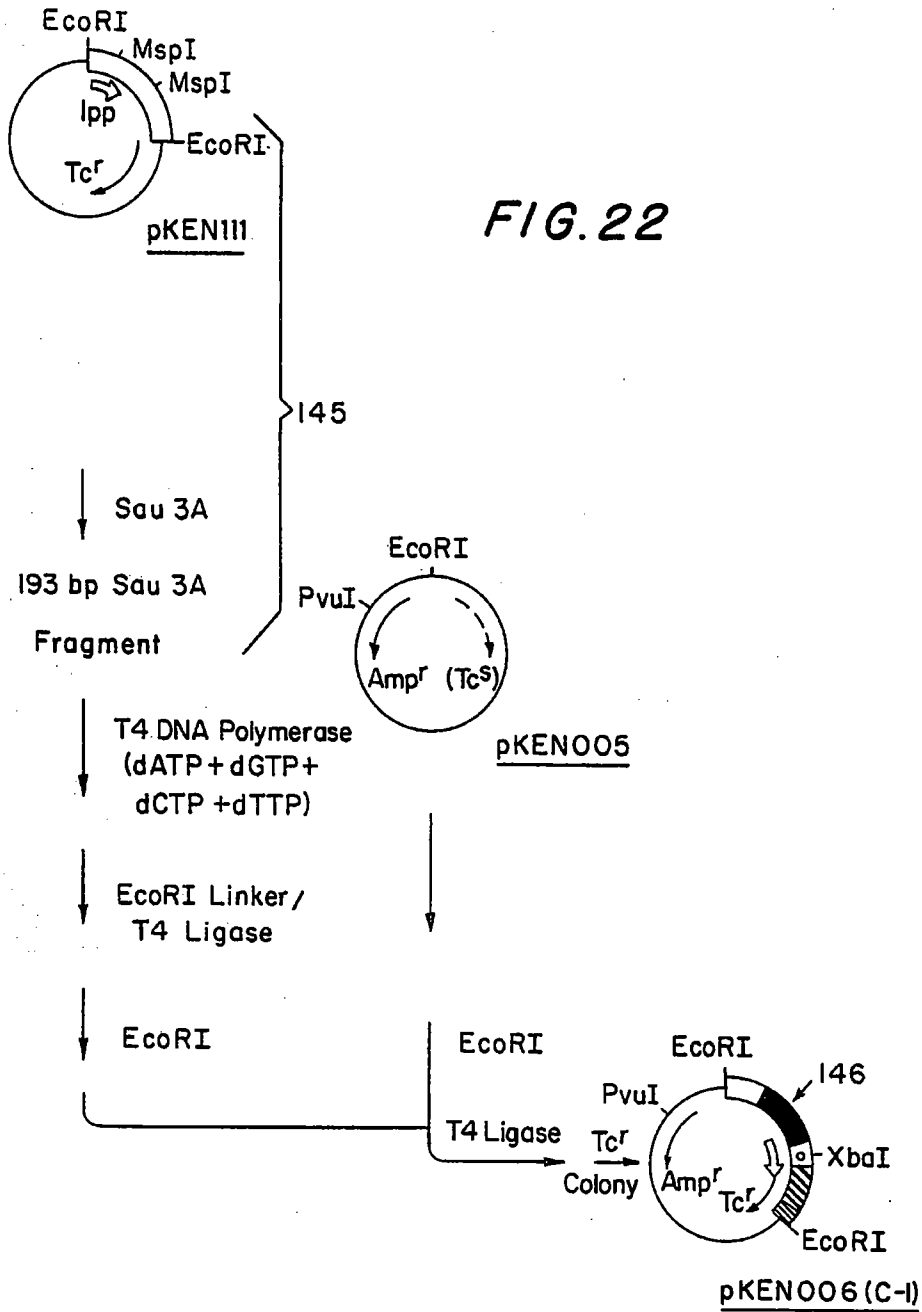 EcoRI
MspI
MspI
lpp
EcoRI
Tcʳ
pKEN111
FIG. 22
145
Sau 3A
193 bp Sau 3A
Fragment
EcoRI
PvuI
Ampʳ (Tcˢ)
pKEN005
T4 DNA Polymerase
(dATP + dGTP +
dCTP + dTTP)
EcoRI Linker /
T4 Ligase
EcoRI
EcoRI
T4 Ligase
Tcʳ
Colony
EcoRI
146
PvuI
XbaI
o
Ampʳ
Tcʳ
EcoRI
pKEN006 (C-I)